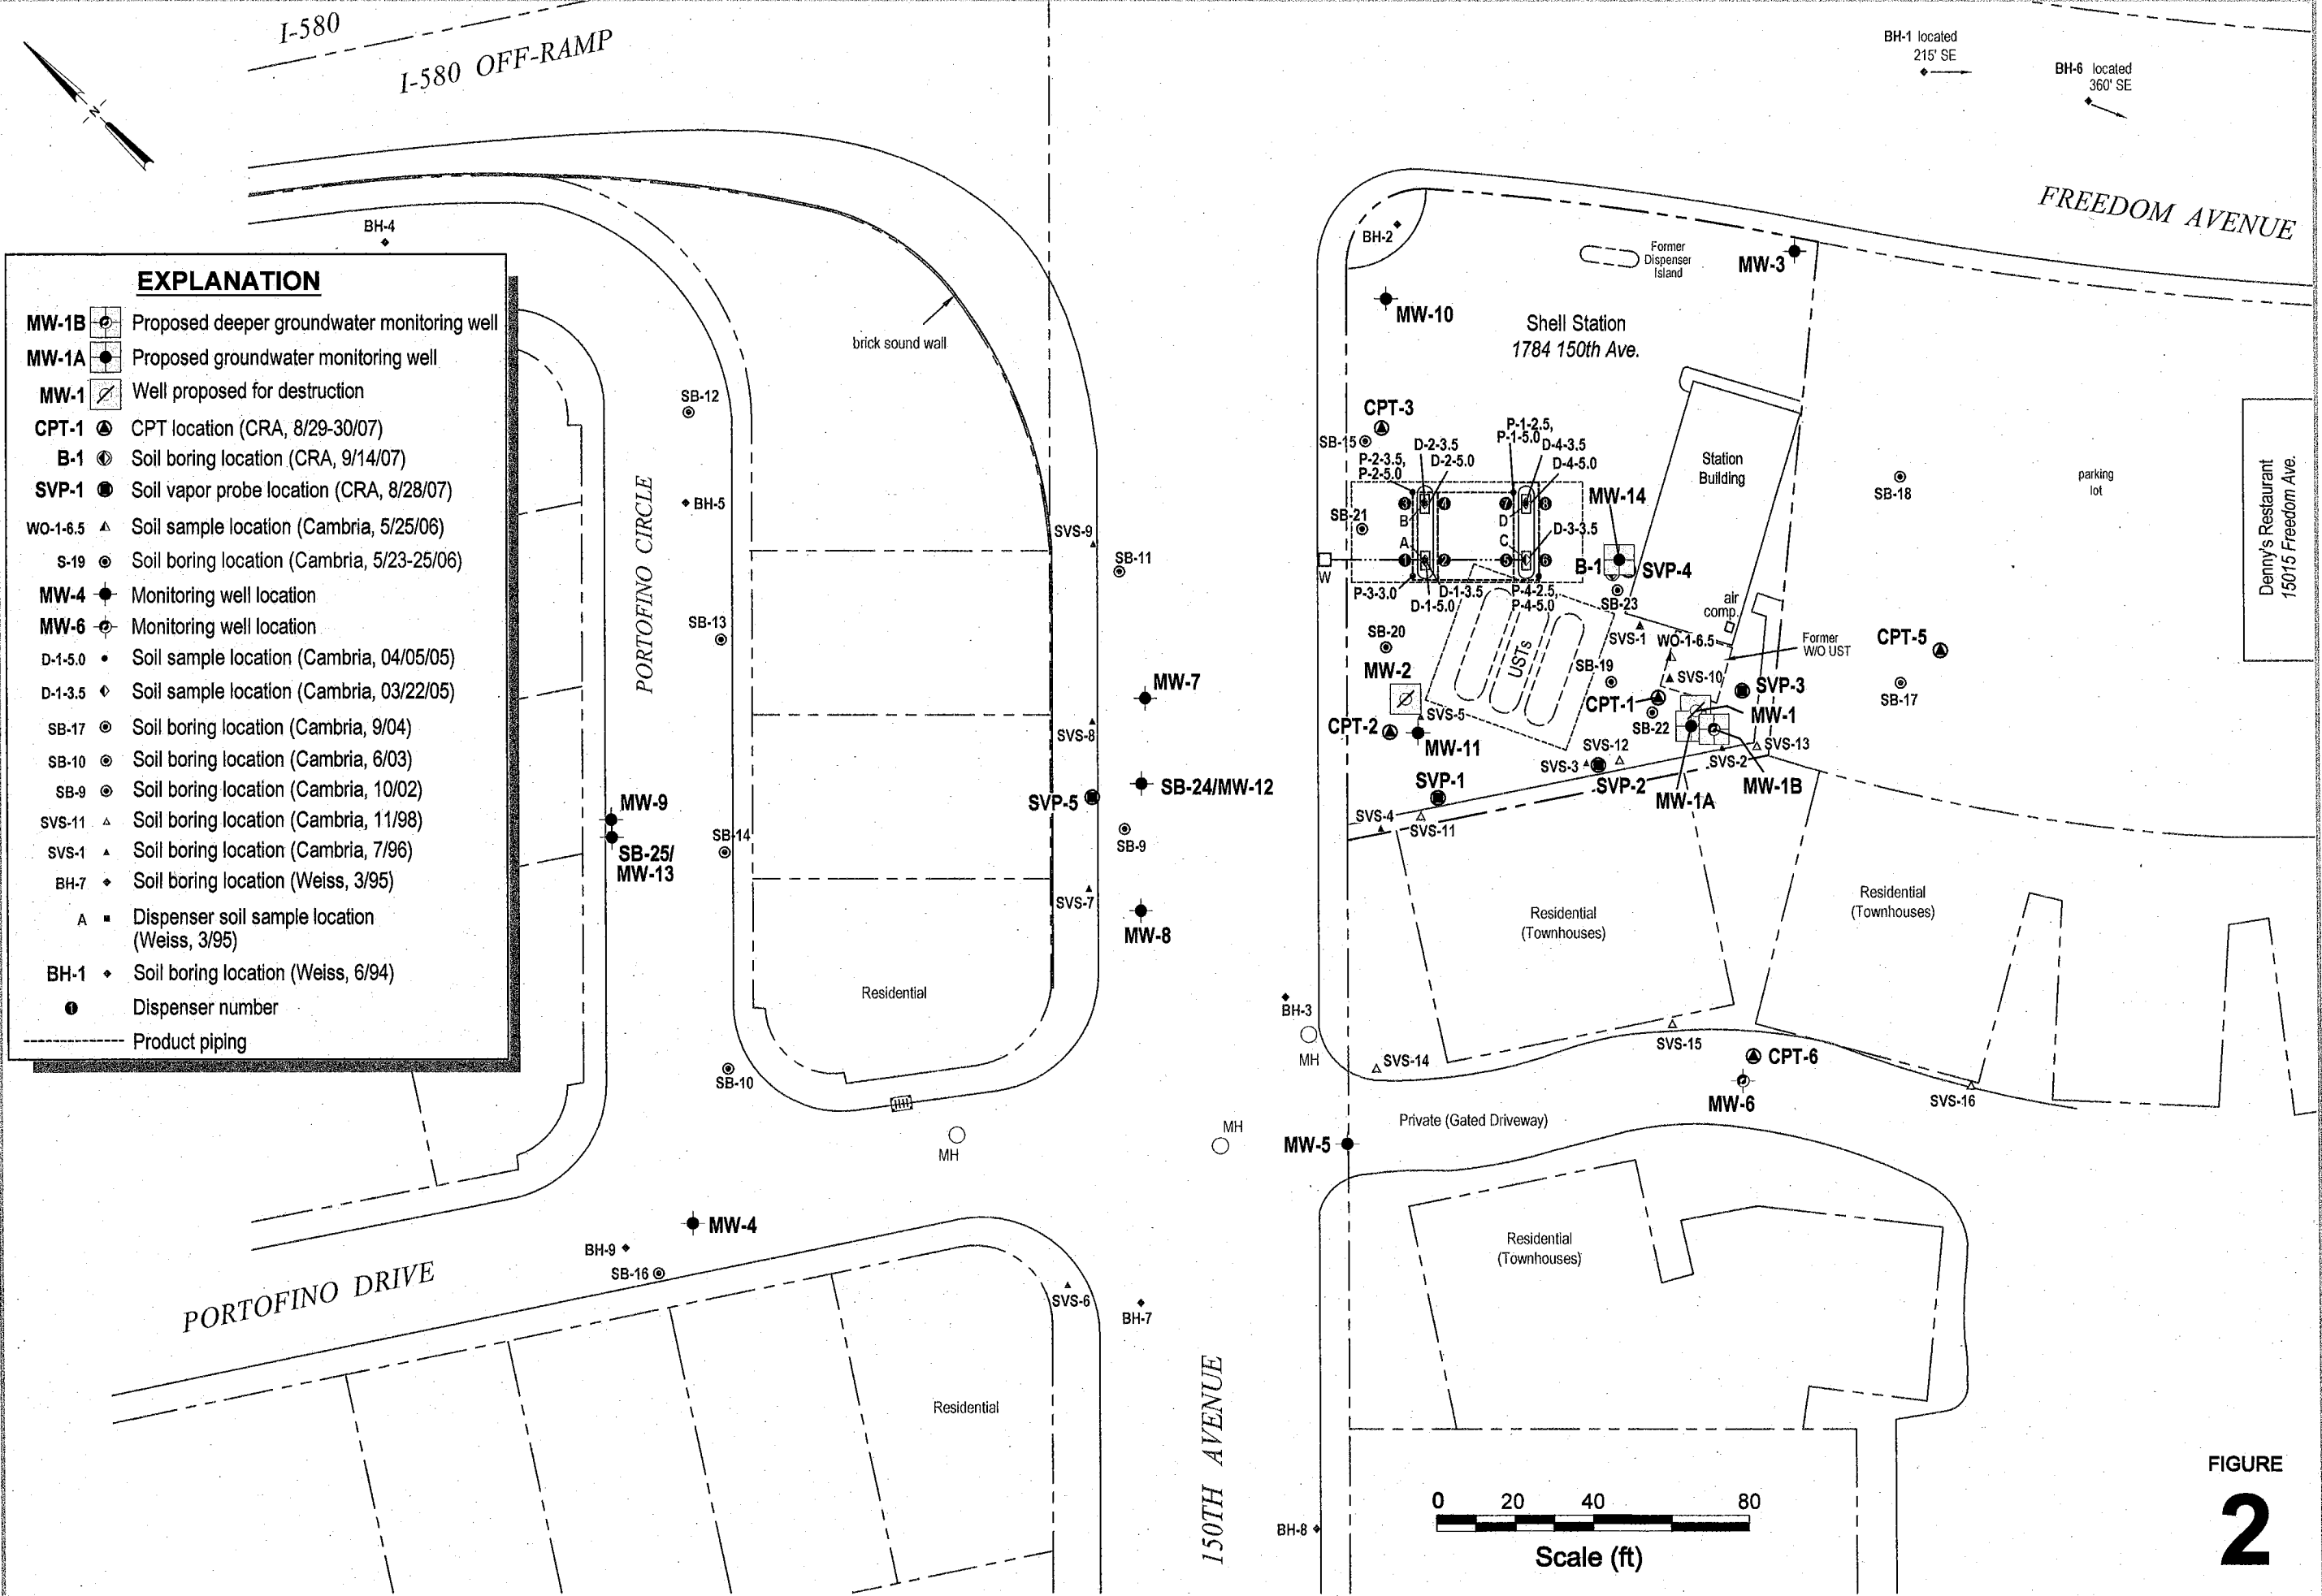 I-580
I-580 OFF-RAMP
N
BH-1 located
215' SE
BH-6 located
360' SE
FREEDOM AVENUE
BH-4
BH-2
Former
Dispenser
Island
MW-3
MW-10
Shell Station
1784 150th Ave.
brick sound wall
EXPLANATION
MW-1B Proposed deeper groundwater monitoring well
MW-1A Proposed groundwater monitoring well
MW-1 Well proposed for destruction
CPT-1 CPT location (CRA, 8/29-30/07)
B-1 Soil boring location (CRA, 9/14/07)
SVP-1 Soil vapor probe location (CRA, 8/28/07)
WO-1-6.5 Soil sample location (Cambria, 5/25/06)
S-19 Soil boring location (Cambria, 5/23-25/06)
MW-4 Monitoring well location
MW-6 Monitoring well location
D-1-5.0 Soil sample location (Cambria, 04/05/05)
D-1-3.5 Soil sample location (Cambria, 03/22/05)
SB-17 Soil boring location (Cambria, 9/04)
SB-10 Soil boring location (Cambria, 6/03)
SB-9 Soil boring location (Cambria, 10/02)
SVS-11 Soil boring location (Cambria, 11/98)
SVS-1 Soil boring location (Cambria, 7/96)
BH-7 Soil boring location (Weiss, 3/95)
A Dispenser soil sample location
(Weiss, 3/95)
BH-1 Soil boring location (Weiss, 6/94)
1 Dispenser number
Product piping
SB-12
BH-5
PORTOFINO CIRCLE
SB-13
MW-9
SB-25/
MW-13
SB-14
SB-10
SVS-9
SB-11
MW-7
SVS-8
SB-24/MW-12
SVP-5
SB-9
SVS-7
MW-8
Residential
CPT-3
SB-15
P-1-2.5,
P-1-5.0
D-2-3.5
D-4-3.5
P-2-3.5,
P-2-5.0
D-2-5.0
D-4-5.0
Station
Building
MW-14
3
4
7
8
B
D
SB-21
D-3-3.5
A
C
1
2
5
6
W
B-1
SVP-4
P-3-3.0
D-1-3.5
D-1-5.0
P-4-2.5,
P-4-5.0
SB-23
air
comp.
SB-20
USTs
SVS-1
WO-1-6.5
Former
W/O UST
CPT-5
SB-18
parking
lot
Denny's Restaurant
15015 Freedom Ave.
MW-2
SB-19
SVS-10
SVP-3
SB-17
CPT-1
SVS-5
CPT-2
MW-11
SB-22
MW-1
SVS-12
SVS-13
SVS-3
SVS-2
SVP-1
SVP-2
MW-1A
MW-1B
SVS-4
SVS-11
Residential
(Townhouses)
Residential
(Townhouses)
BH-3
MH
SVS-14
SVS-15
CPT-6
MW-6
SVS-16
Private (Gated Driveway)
MH
MH
MW-5
MW-4
BH-9
SB-16
PORTOFINO DRIVE
SVS-6
BH-7
Residential
(Townhouses)
Residential
150TH AVENUE
BH-8
0 20 40 80
Scale (ft)
FIGURE
2